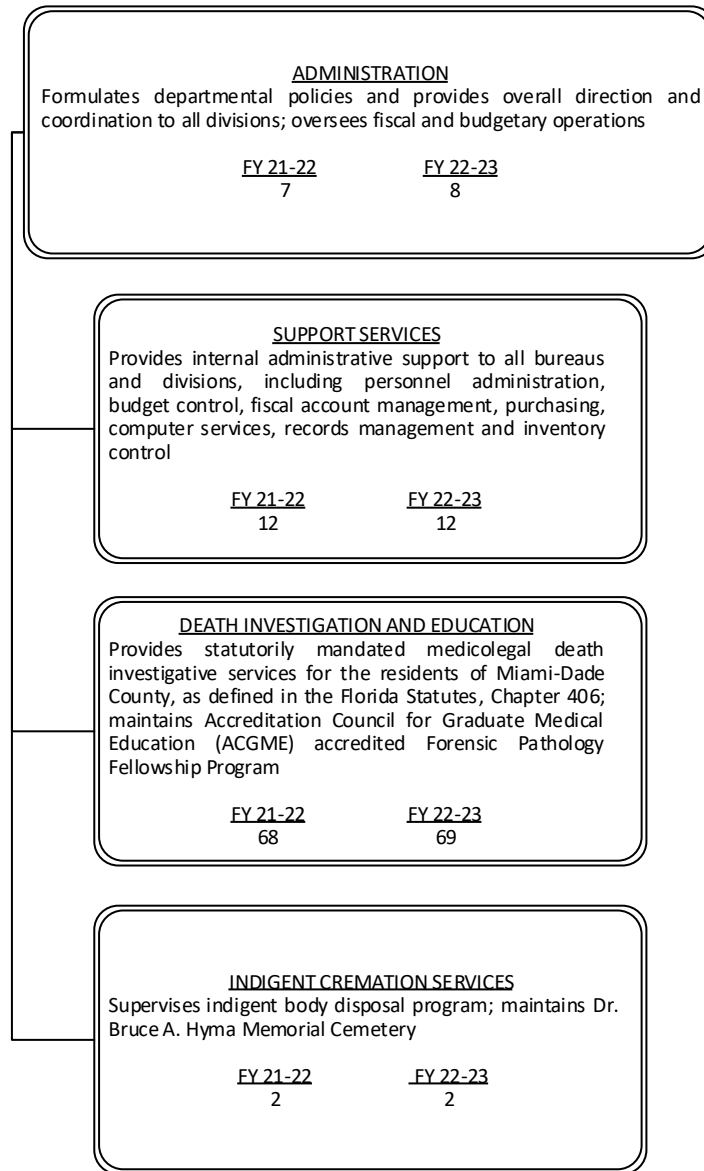 ADMINISTRATION
Formulates departmental policies and provides overall direction and
coordination to all divisions; oversees fiscal and budgetary operations
FY 21-22 FY 22-23
7 8
SUPPORT SERVICES
Provides internal administrative support to all bureaus
and divisions, including personnel administration,
budget control, fiscal account management, purchasing,
computer services, records management and inventory
control
FY 21-22 FY 22-23
12 12
DEATH INVESTIGATION AND EDUCATION
Provides statutorily mandated medicolegal death
investigative services for the residents of Miami-Dade
County, as defined in the Florida Statutes, Chapter 406;
maintains Accreditation Council for Graduate Medical
Education (ACGME) accredited Forensic Pathology
Fellowship Program
FY 21-22 FY 22-23
68 69
INDIGENT CREMATION SERVICES
Supervises indigent body disposal program; maintains Dr.
Bruce A. Hyma Memorial Cemetery
FY 21-22 FY 22-23
2 2